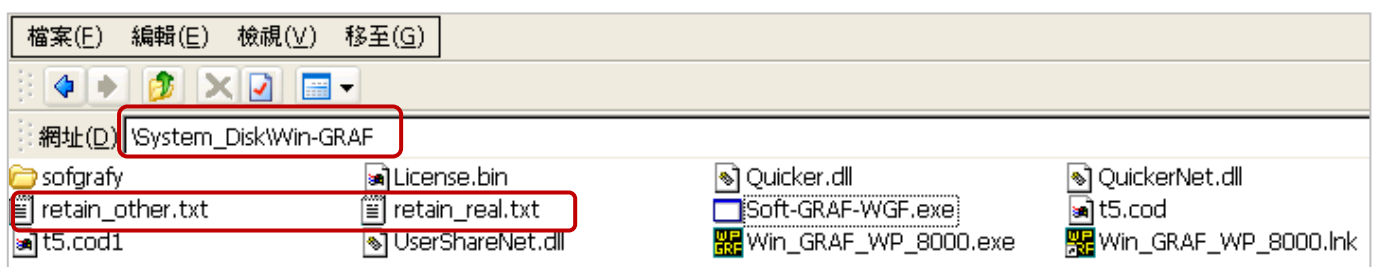 檔案(F) 編輯(E) 檢視(V) 移至(G)
網址(D) \System_Disk\Win-GRAF
sofgrafy License.bin Quicker.dll QuickerNet.dll
retain_other.txt retain_real.txt Soft-GRAF-WGF.exe t5.cod
t5.cod1 UserShareNet.dll Win_GRAF_WP_8000.exe Win_GRAF_WP_8000.lnk